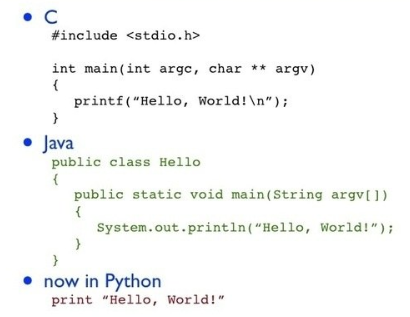 • C
#include <stdio.h>
int main(int argc, char ** argv)
{
printf(“Hello, World!\n”);
}
• Java
public class Hello
{
public static void main(String argv[])
{
System.out.println(“Hello, World!”);
}
}
• now in Python
print “Hello, World!”